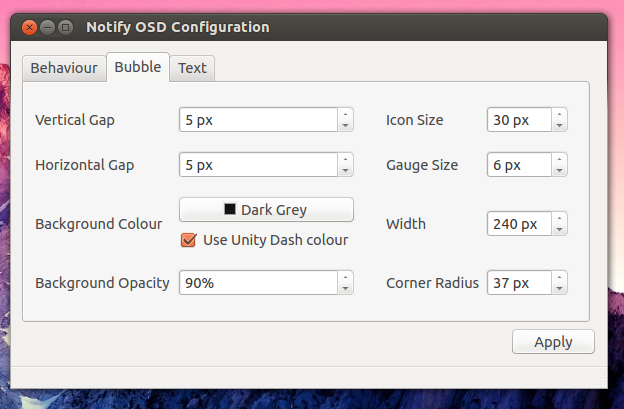 Notify OSD Configuration
Behaviour Bubble Text
Vertical Gap 5 px Icon Size 30 px
Horizontal Gap 5 px Gauge Size 6 px
Background Colour Dark Grey Width 240 px
Use Unity Dash colour
Background Opacity 90% Corner Radius 37 px
Apply